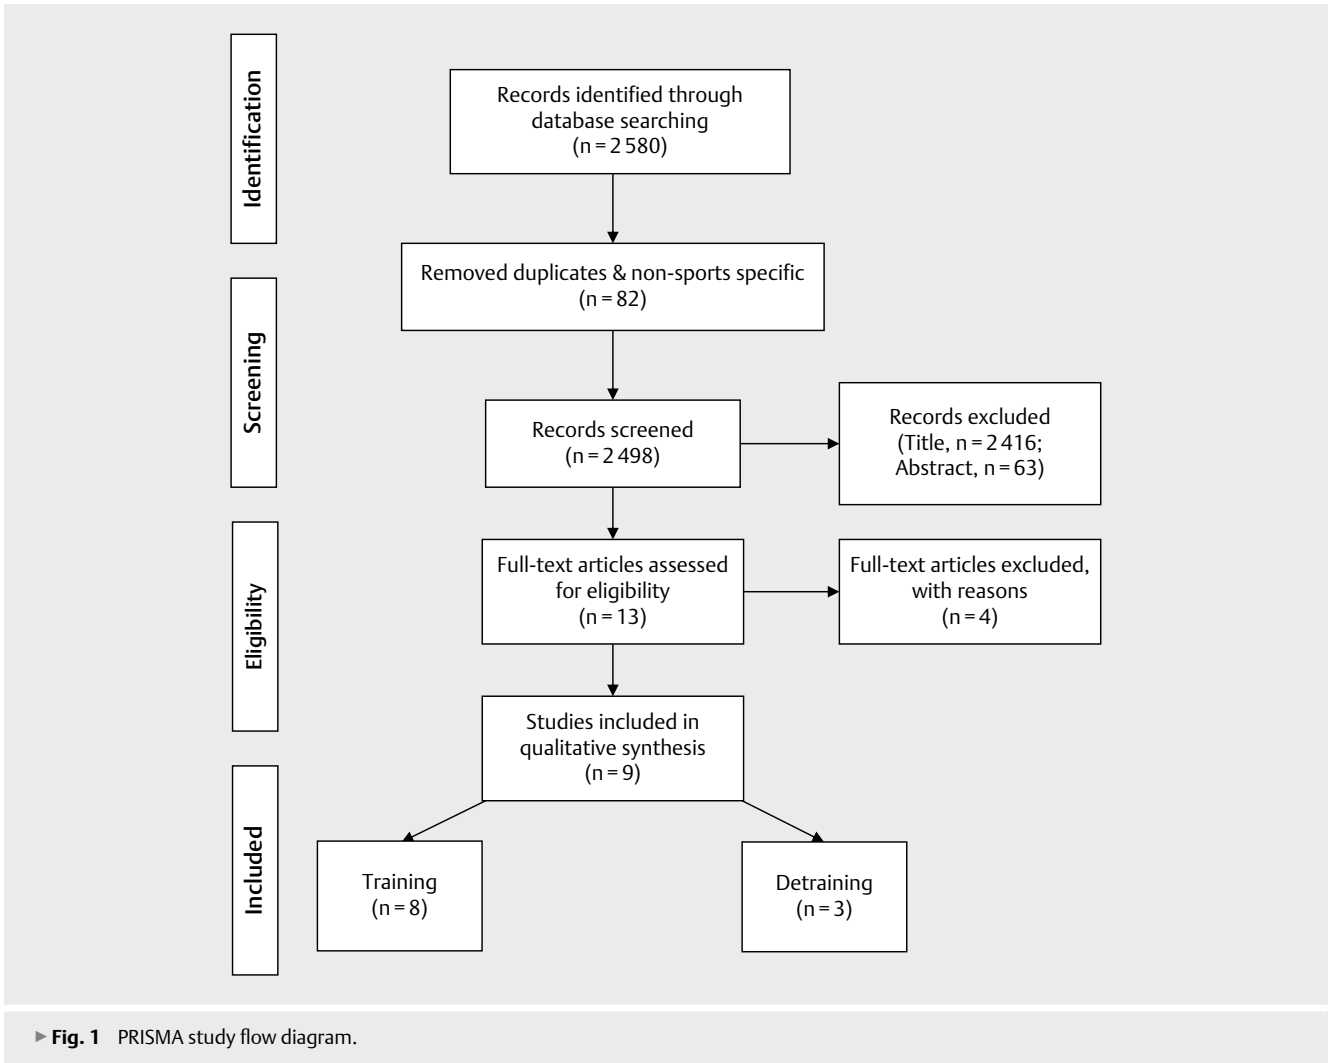 Identification
Records identified through
database searching
(n = 2 580)
Removed duplicates & non-sports specific
(n = 82)
Screening
Records screened
(n = 2 498)
Records excluded
(Title, n = 2 416;
Abstract, n = 63)
Eligibility
Full-text articles assessed
for eligibility
(n = 13)
Full-text articles excluded,
with reasons
(n = 4)
Studies included in
qualitative synthesis
(n = 9)
Included
Training
(n = 8)
Detraining
(n = 3)
▶ Fig. 1 PRISMA study flow diagram.